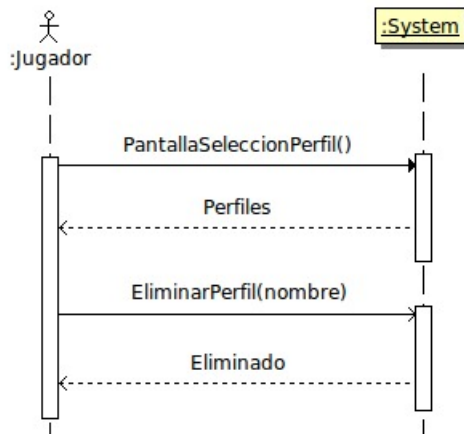 :Jugador
:System
PantallaSeleccionPerfil()
Perfiles
EliminarPerfil(nombre)
Eliminado